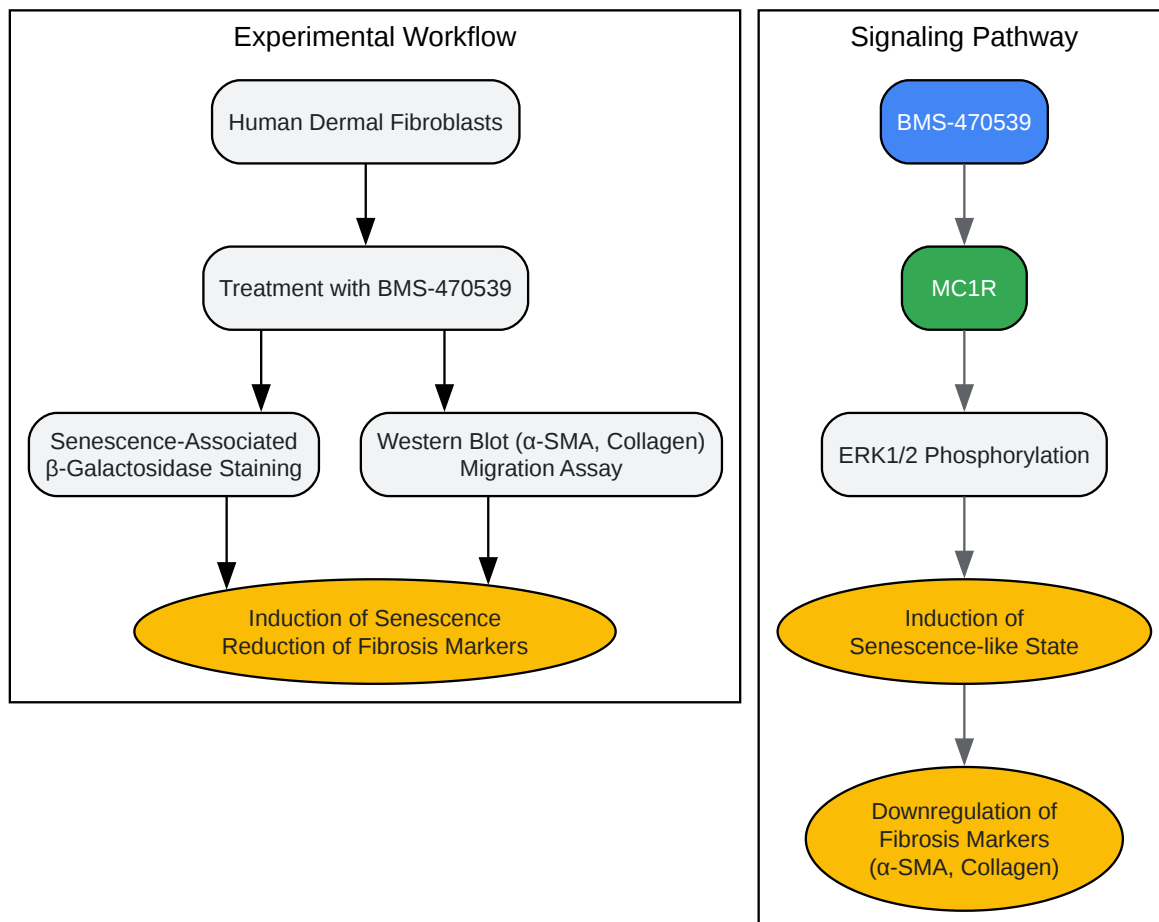 Experimental Workflow
Human Dermal Fibroblasts
Treatment with BMS-470539
Senescence-Associated
β-Galactosidase Staining
Western Blot (α-SMA, Collagen)
Migration Assay
Induction of Senescence
Reduction of Fibrosis Markers
Signaling Pathway
BMS-470539
MC1R
ERK1/2 Phosphorylation
Induction of
Senescence-like State
Downregulation of
Fibrosis Markers
(α-SMA, Collagen)